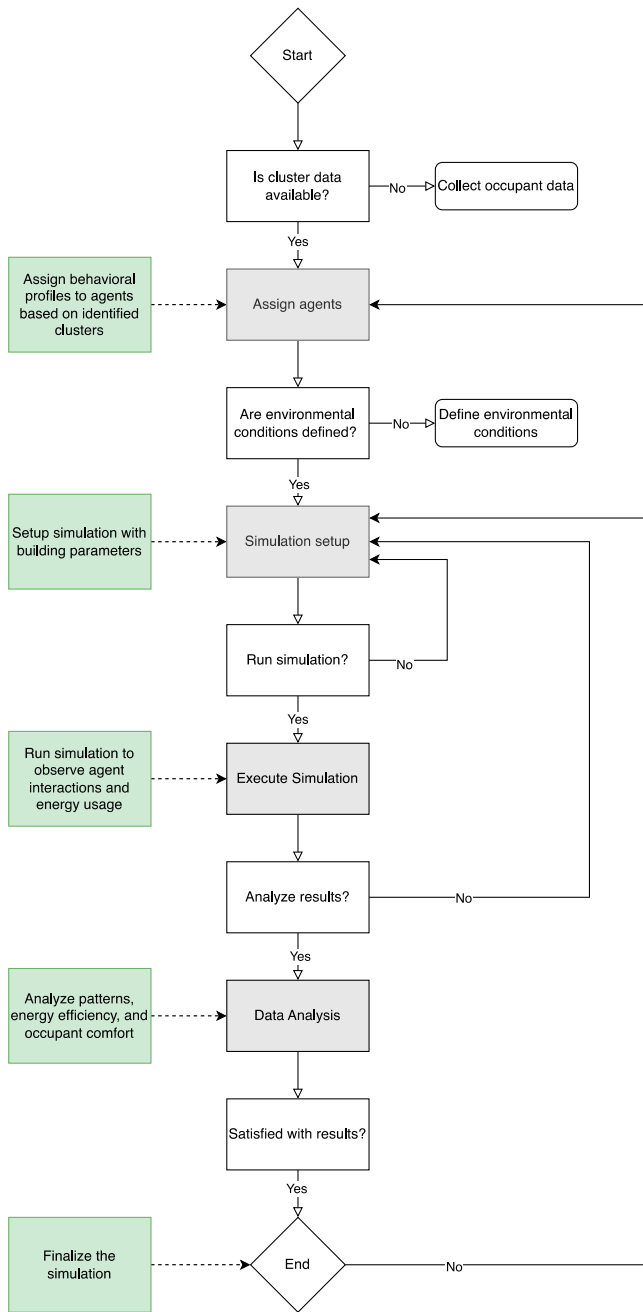 Start
Is cluster data
available?
No
Collect occupant data
Yes
Assign behavioral
profiles to agents
based on identified
clusters
Assign agents
Are environmental
conditions defined?
No
Define environmental
conditions
Yes
Setup simulation with
building parameters
Simulation setup
Run simulation?
No
Yes
Run simulation to
observe agent
interactions and
energy usage
Execute Simulation
Analyze results?
No
Yes
Analyze patterns,
energy efficiency, and
occupant comfort
Data Analysis
Satisfied with results?
Yes
Finalize the
simulation
End
No